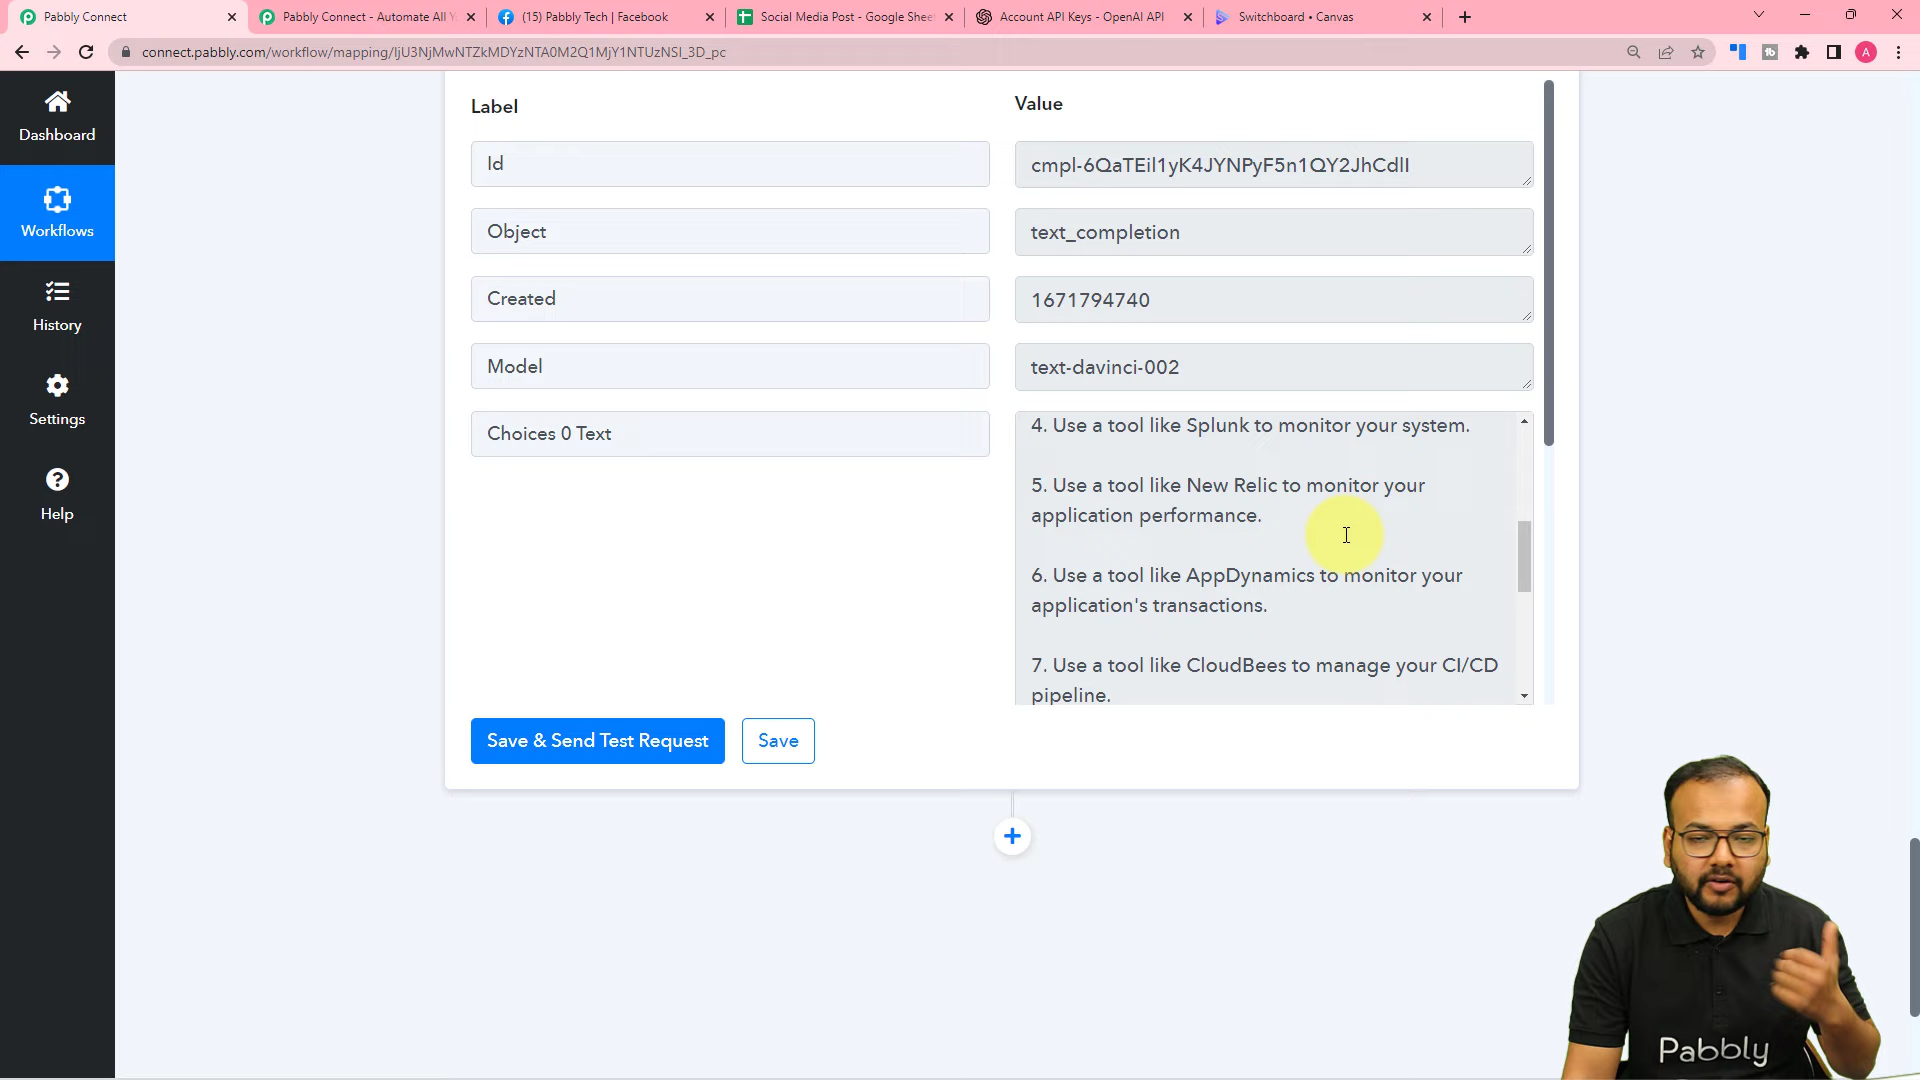 Pabbly Connect
Pabbly Connect - Automate All Y
(15) Pabbly Tech | Facebook
Social Media Post - Google Shee
Account API Keys - OpenAI API
Switchboard • Canvas
connect.pabbly.com/workflow/mapping/IjU3NjMwNTZkMDYzNTA0M2Q1MjY1NTUzNSI_3D_pc
A
Dashboard
Workflows
History
Settings
Help
Label
Value
Id
cmpl-6QaTEil1yK4JYNPyF5n1QY2JhCdlI
Object
text_completion
Created
1671794740
Model
text-davinci-002
Choices 0 Text
4. Use a tool like Splunk to monitor your system.
5. Use a tool like New Relic to monitor your
application performance.
6. Use a tool like AppDynamics to monitor your
application's transactions.
7. Use a tool like CloudBees to manage your CI/CD
pipeline.
Save & Send Test Request
Save
Pabbly